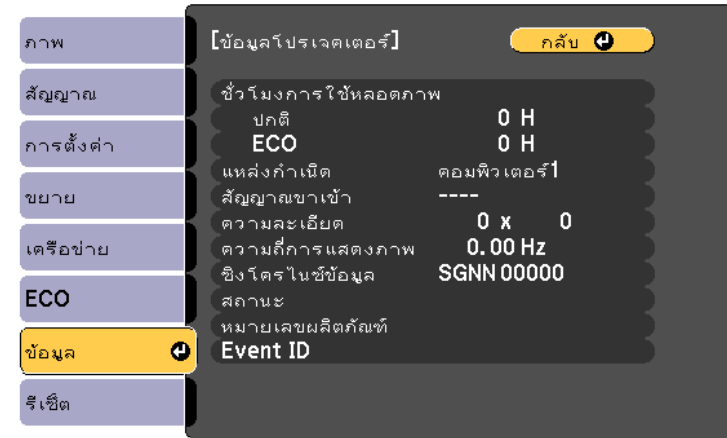 ภาพ
สัญญาณ
การตั้งค่า
ขยาย
เครือข่าย
ECO
ข้อมูล
รีเซ็ต
[ข้อมูลโปรเจคเตอร์]
กลับ
ชั่วโมงการใช้หลอดภาพ
ปกติ 0 H
ECO 0 H
แหล่งกำเนิด คอมพิวเตอร์1
สัญญาณขาเข้า ----
ความละเอียด 0 x 0
ความถี่การแสดงภาพ 0.00 Hz
ซิงโครไนซ์ข้อมูล SGNN 00000
สถานะ
หมายเลขผลิตภัณฑ์
Event ID